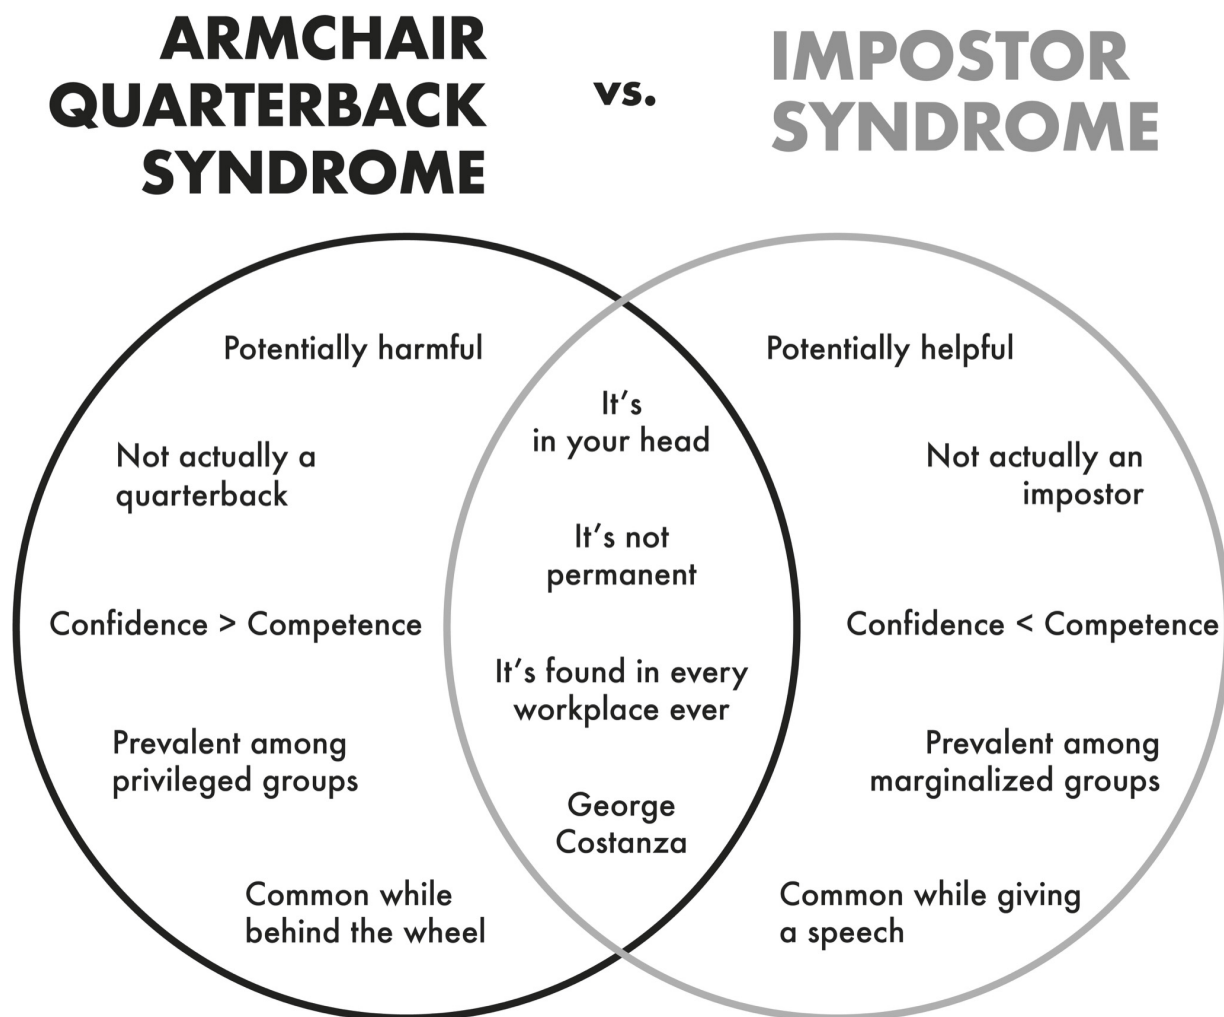 ARMCHAIR
QUARTERBACK
SYNDROME
vs.
IMPOSTOR
SYNDROME
Potentially harmful
Not actually a
quarterback
Confidence > Competence
Prevalent among
privileged groups
Common while
behind the wheel
It's
in your head
It's not
permanent
It's found in every
workplace ever
George
Costanza
Potentially helpful
Not actually an
impostor
Confidence < Competence
Prevalent among
marginalized groups
Common while giving
a speech